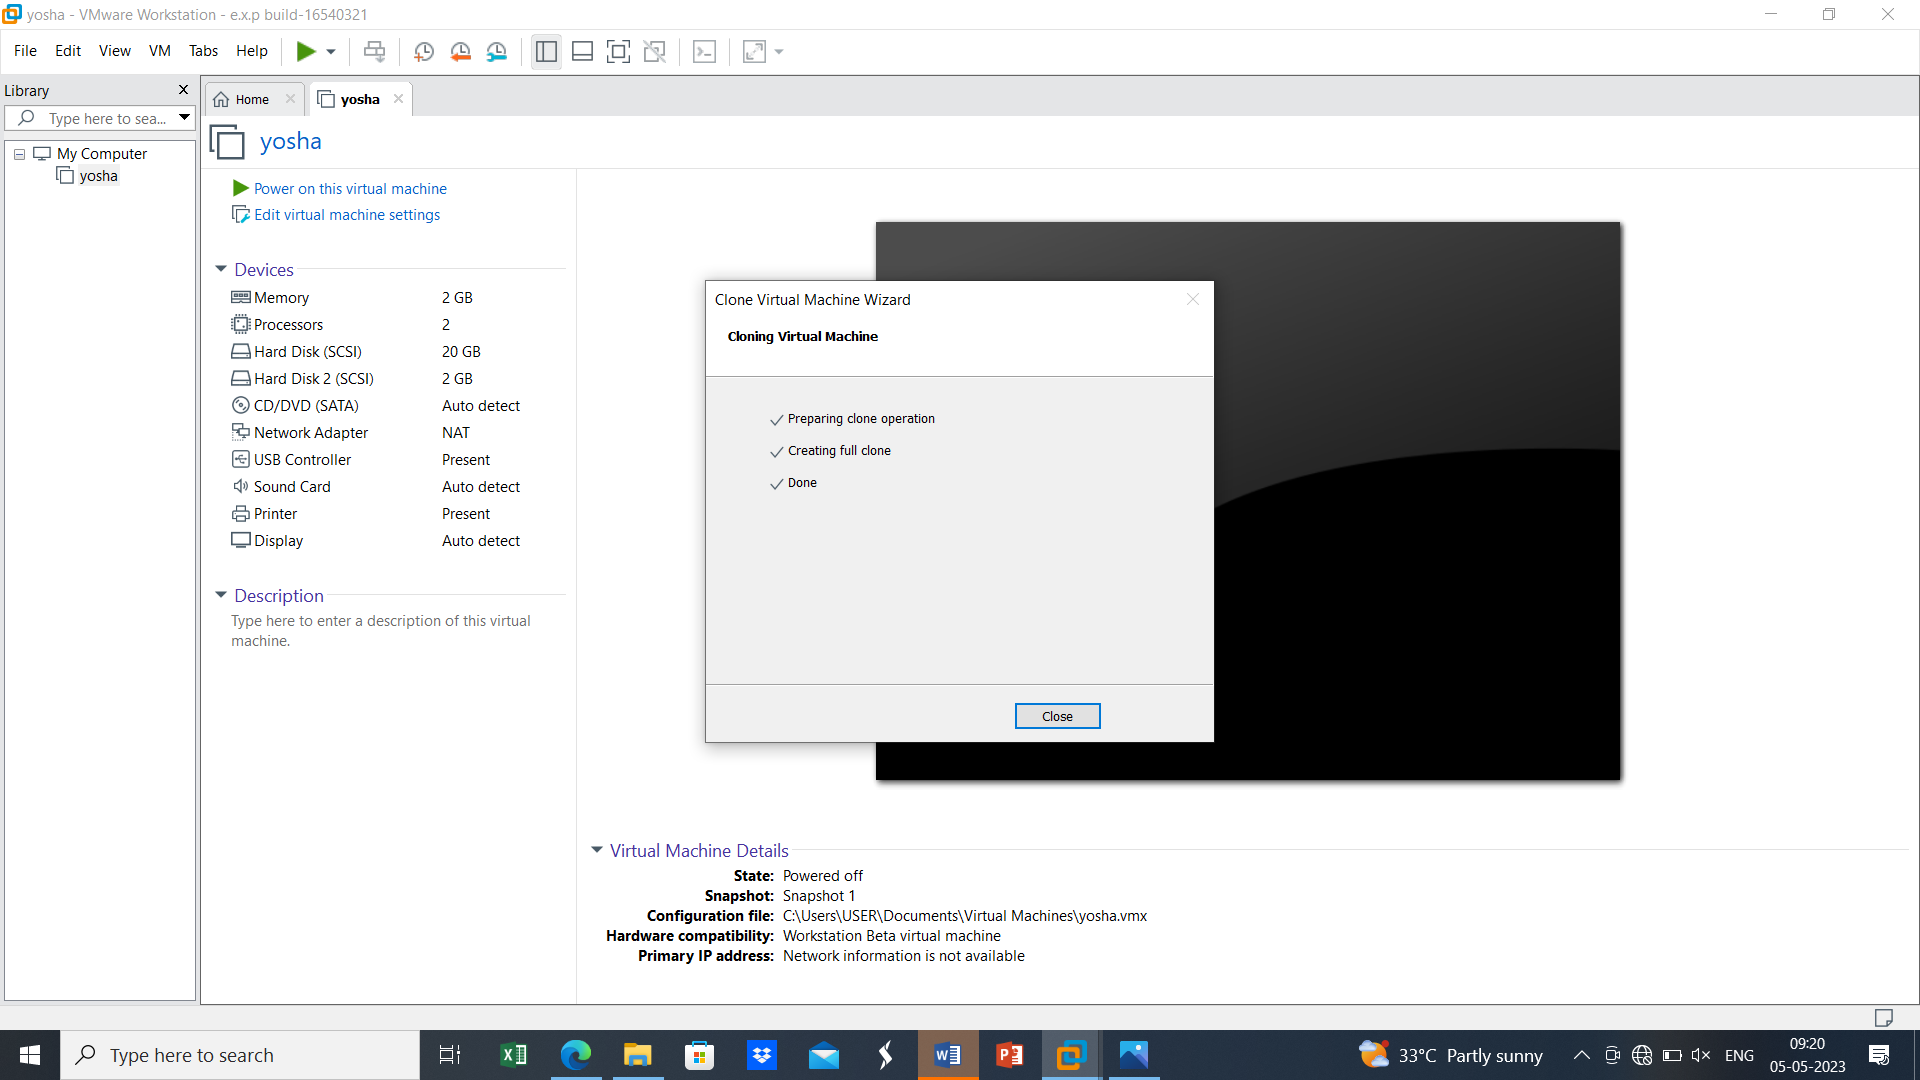 yosha - VMware Workstation - e.x.p build-16540321
File Edit View VM Tabs Help
Library
Type here to sea...
My Computer
yosha
Home
yosha
yosha
Power on this virtual machine
Edit virtual machine settings
Devices
Memory 2 GB
Processors 2
Hard Disk (SCSI) 20 GB
Hard Disk 2 (SCSI) 2 GB
CD/DVD (SATA) Auto detect
Network Adapter NAT
USB Controller Present
Sound Card Auto detect
Printer Present
Display Auto detect
Description
Type here to enter a description of this virtual
machine.
Clone Virtual Machine Wizard
Cloning Virtual Machine
Preparing clone operation
Creating full clone
Done
Close
Virtual Machine Details
State: Powered off
Snapshot: Snapshot 1
Configuration file: C:\Users\USER\Documents\Virtual Machines\yosha.vmx
Hardware compatibility: Workstation Beta virtual machine
Primary IP address: Network information is not available
Type here to search
33°C Partly sunny
ENG
09:20
05-05-2023